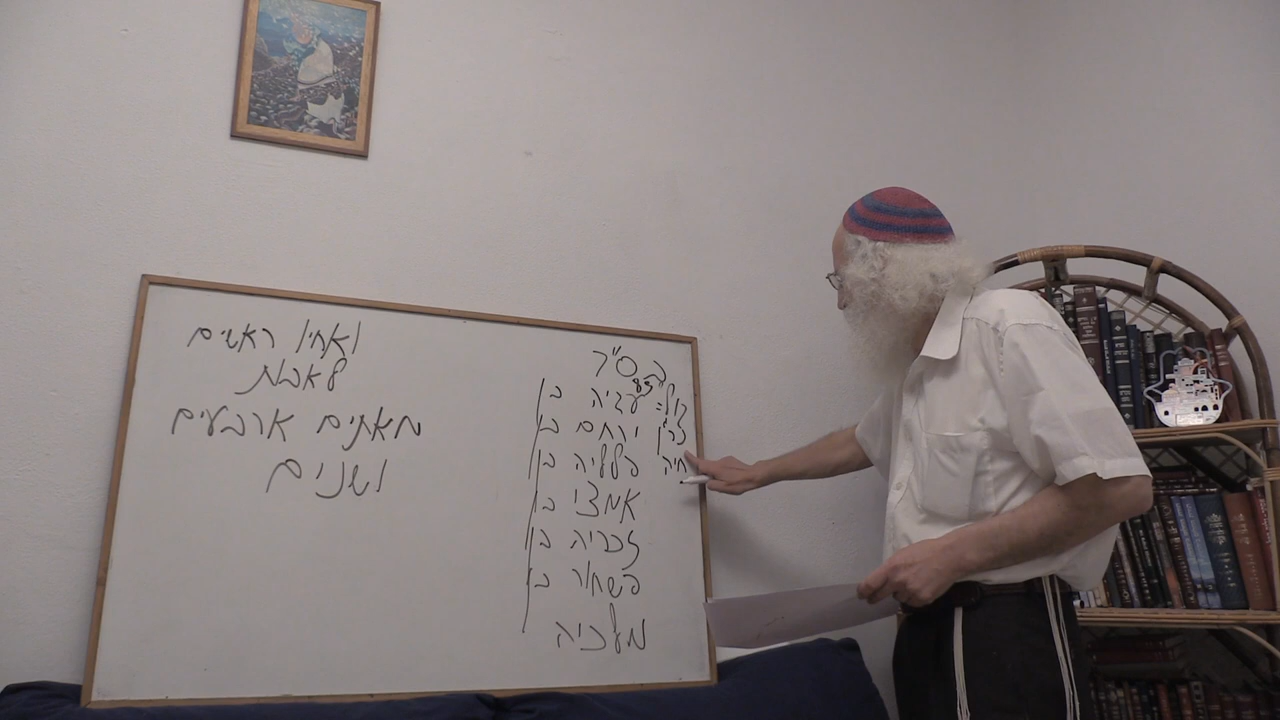 בס"ד
עדיה בן
ירחם בן
פלליה בן
אמצי בן
זכריה בן
פשחור בן
מלכיה
חיה
ואחיו ראשים
לאבות
מאתים ארבעים
ושנים